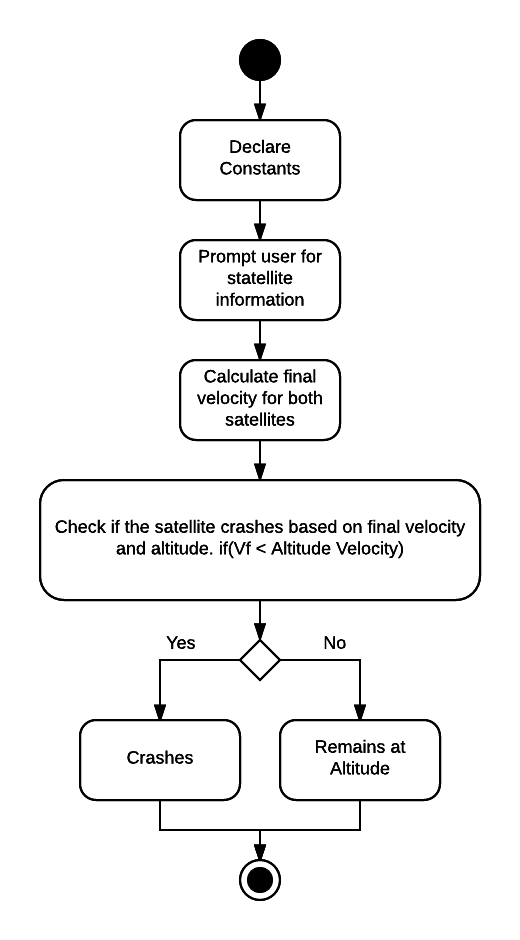 Declare
Constants
Prompt user for
statellite
information
Calculate final
velocity for both
satellites
Check if the satellite crashes based on final velocity
and altitude. if(Vf < Altitude Velocity)
Yes
No
Crashes
Remains at
Altitude